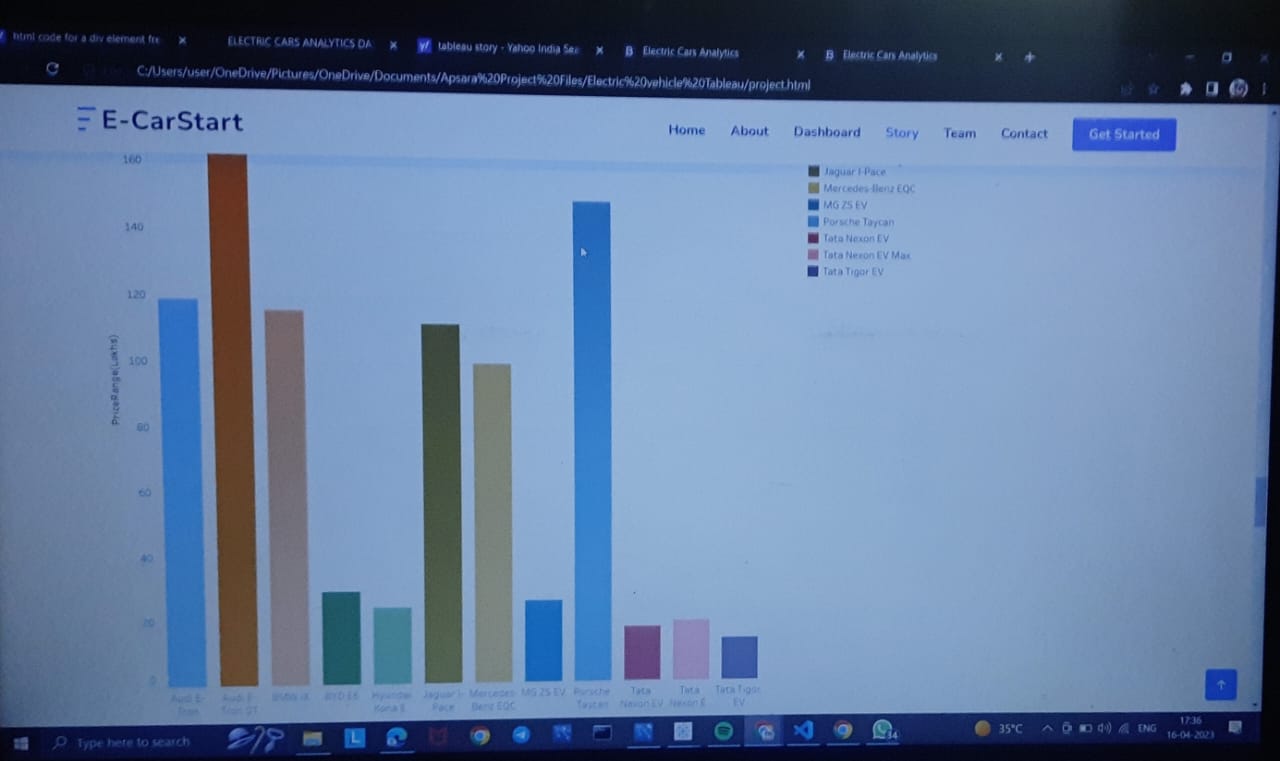 html code for a div element fre
ELECTRIC CARS ANALYTICS DA
tableau story - Yahoo India Sea
Electric Cars Analytics
Electric Cars Analytics
C:/Users/user/OneDrive/Pictures/OneDrive/Documents/Apsara%20Project%20Files/Electric%20vehicle%20Tableau/project.html
E-CarStart
Home About Dashboard Story Team Contact Get Started
160
140
120
100
80
60
40
20
0
PrizeRange(Lakhs)
Jaguar I-Pace
Mercedes-Benz EQC
MG ZS EV
Porsche Taycan
Tata Nexon EV
Tata Nexon EV Max
Tata Tigor EV
Audi E-
Tron
Audi E-
Tron GT
BMW iX
BYD E6
Hyundai
Kona E
Jaguar I-
Pace
Mercedes-
Benz EQC
MG ZS EV
Porsche
Taycan
Tata
Nexon EV
Tata
Nexon E
Tata Tigor
EV
Type here to search
34
35°C
ENG
17:36
16-04-2023